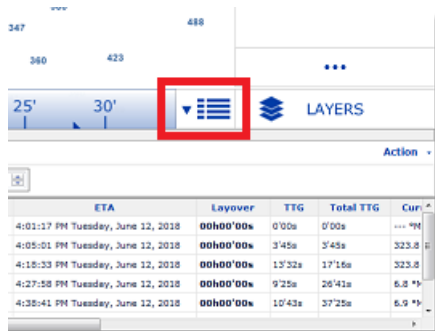 488
347
360 423
25' 30' LAYERS
Action
ETA Layover TTG Total TTG
4:01:17 PM Tuesday, June 12, 2018 00h00'00s 0'00s 0'00s
4:05:01 PM Tuesday, June 12, 2018 00h00'00s 3'45s 3'45s 323.8
4:18:33 PM Tuesday, June 12, 2018 00h00'00s 13'32s 17'16s 323.8
4:27:58 PM Tuesday, June 12, 2018 00h00'00s 9'25s 26'41s 6.8 °M
4:38:41 PM Tuesday, June 12, 2018 00h00'00s 10'43s 37'25s 6.9 °M